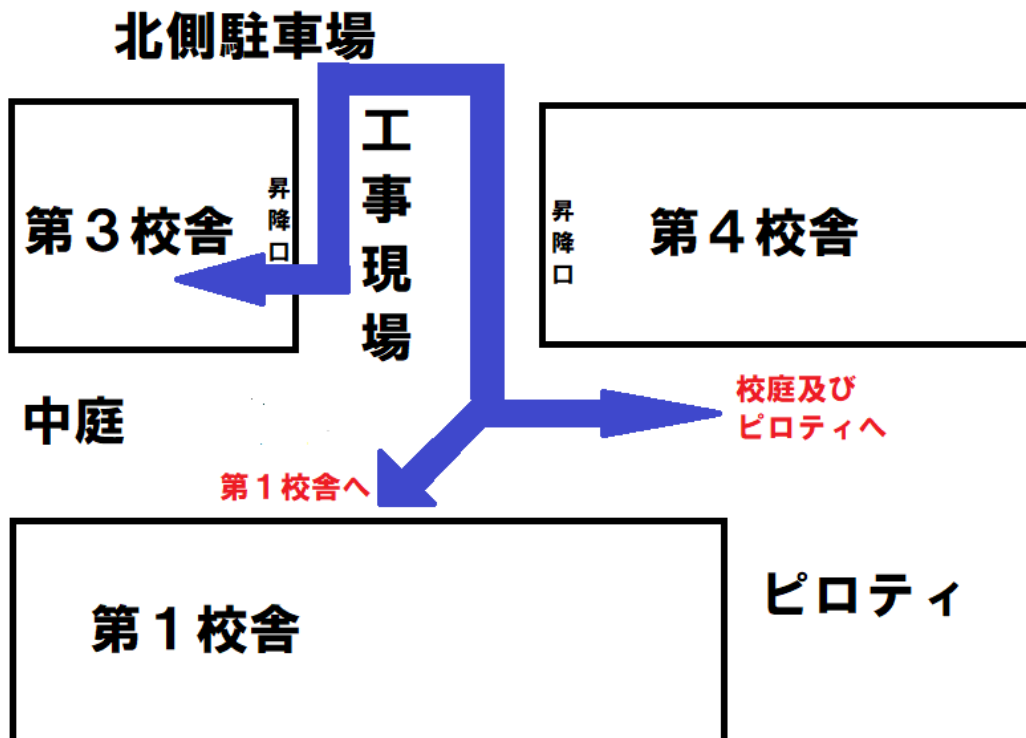 北側駐車場
工事現場
第３校舎
昇降口
昇降口
第４校舎
中庭
校庭及び
ピロティへ
第１校舎へ
第１校舎
ピロティ